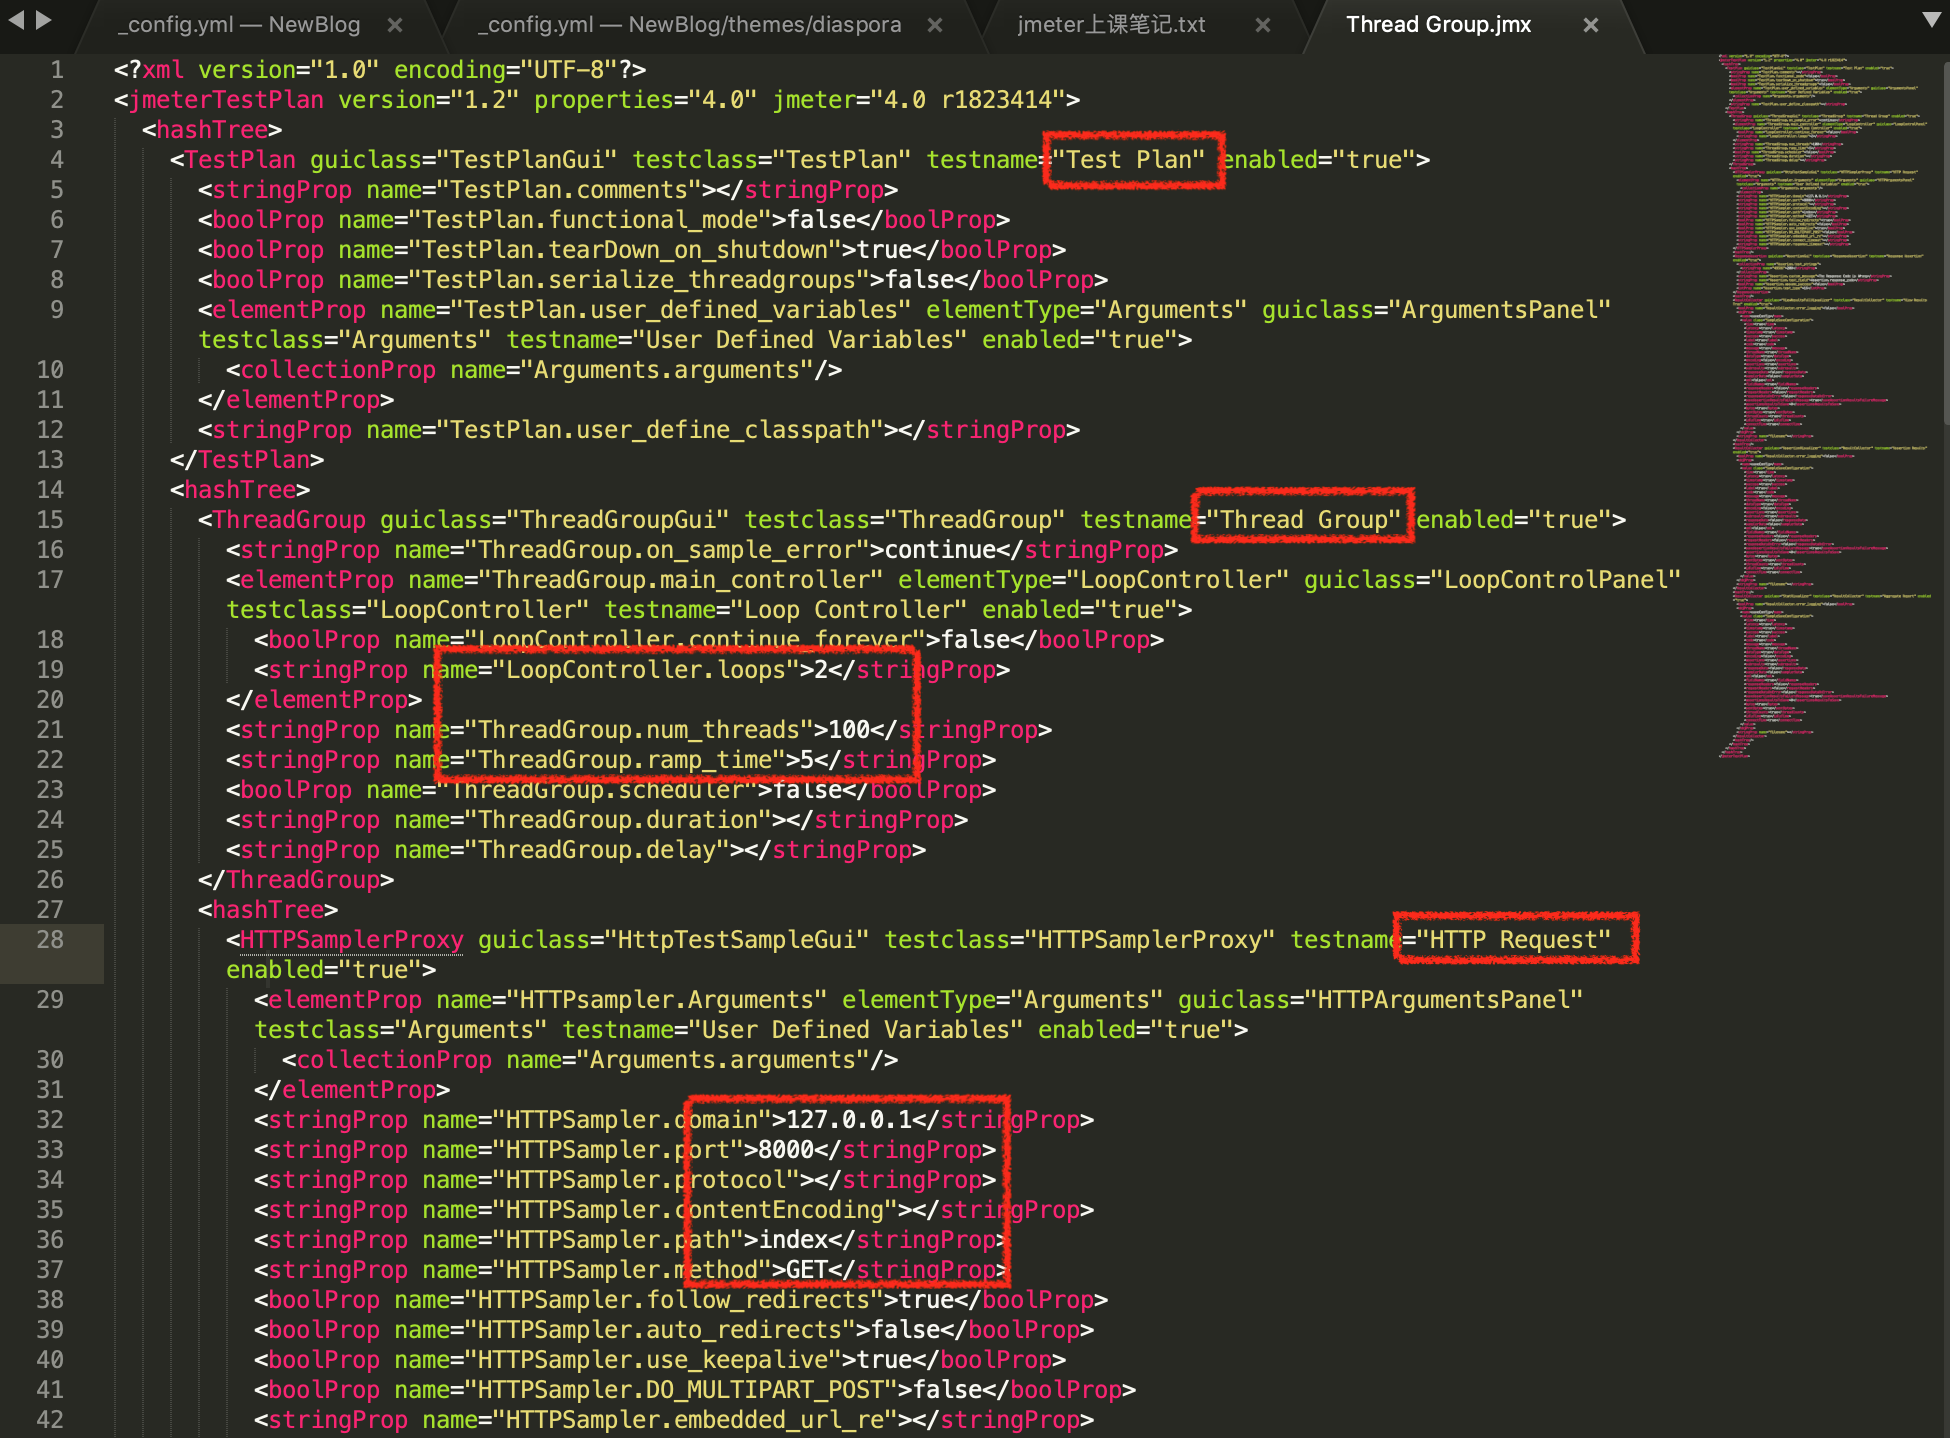 _config.yml — NewBlog
_config.yml — NewBlog/themes/diaspora
jmeter上课笔记.txt
Thread Group.jmx
1 <?xml version="1.0" encoding="UTF-8"?>
2 <jmeterTestPlan version="1.2" properties="4.0" jmeter="4.0 r1823414">
3 <hashTree>
4 <TestPlan guiclass="TestPlanGui" testclass="TestPlan" testname="Test Plan" enabled="true">
5 <stringProp name="TestPlan.comments"></stringProp>
6 <boolProp name="TestPlan.functional_mode">false</boolProp>
7 <boolProp name="TestPlan.tearDown_on_shutdown">true</boolProp>
8 <boolProp name="TestPlan.serialize_threadgroups">false</boolProp>
9 <elementProp name="TestPlan.user_defined_variables" elementType="Arguments" guiclass="ArgumentsPanel"
testclass="Arguments" testname="User Defined Variables" enabled="true">
10 <collectionProp name="Arguments.arguments"/>
11 </elementProp>
12 <stringProp name="TestPlan.user_define_classpath"></stringProp>
13 </TestPlan>
14 <hashTree>
15 <ThreadGroup guiclass="ThreadGroupGui" testclass="ThreadGroup" testname="Thread Group" enabled="true">
16 <stringProp name="ThreadGroup.on_sample_error">continue</stringProp>
17 <elementProp name="ThreadGroup.main_controller" elementType="LoopController" guiclass="LoopControlPanel"
testclass="LoopController" testname="Loop Controller" enabled="true">
18 <boolProp name="LoopController.continue_forever">false</boolProp>
19 <stringProp name="LoopController.loops">2</stringProp>
20 </elementProp>
21 <stringProp name="ThreadGroup.num_threads">100</stringProp>
22 <stringProp name="ThreadGroup.ramp_time">5</stringProp>
23 <boolProp name="ThreadGroup.scheduler">false</boolProp>
24 <stringProp name="ThreadGroup.duration"></stringProp>
25 <stringProp name="ThreadGroup.delay"></stringProp>
26 </ThreadGroup>
27 <hashTree>
28 <HTTPSamplerProxy guiclass="HttpTestSampleGui" testclass="HTTPSamplerProxy" testname="HTTP Request"
enabled="true">
29 <elementProp name="HTTPsampler.Arguments" elementType="Arguments" guiclass="HTTPArgumentsPanel"
testclass="Arguments" testname="User Defined Variables" enabled="true">
30 <collectionProp name="Arguments.arguments"/>
31 </elementProp>
32 <stringProp name="HTTPSampler.domain">127.0.0.1</stringProp>
33 <stringProp name="HTTPSampler.port">8000</stringProp>
34 <stringProp name="HTTPSampler.protocol"></stringProp>
35 <stringProp name="HTTPSampler.contentEncoding"></stringProp>
36 <stringProp name="HTTPSampler.path">index</stringProp>
37 <stringProp name="HTTPSampler.method">GET</stringProp>
38 <boolProp name="HTTPSampler.follow_redirects">true</boolProp>
39 <boolProp name="HTTPSampler.auto_redirects">false</boolProp>
40 <boolProp name="HTTPSampler.use_keepalive">true</boolProp>
41 <boolProp name="HTTPSampler.DO_MULTIPART_POST">false</boolProp>
42 <stringProp name="HTTPSampler.embedded_url_re"></stringProp>